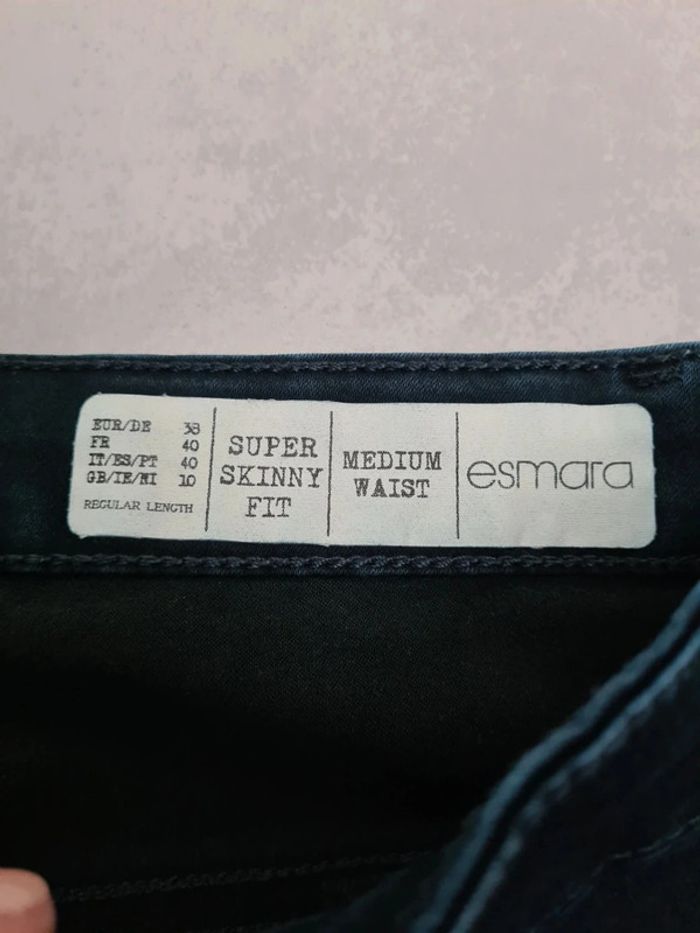 EUR/DE 38
FR 40
IT/ES/PT 40
GB/IE/NI 10
REGULAR LENGTH
SUPER
SKINNY
FIT
MEDIUM
WAIST
esmara